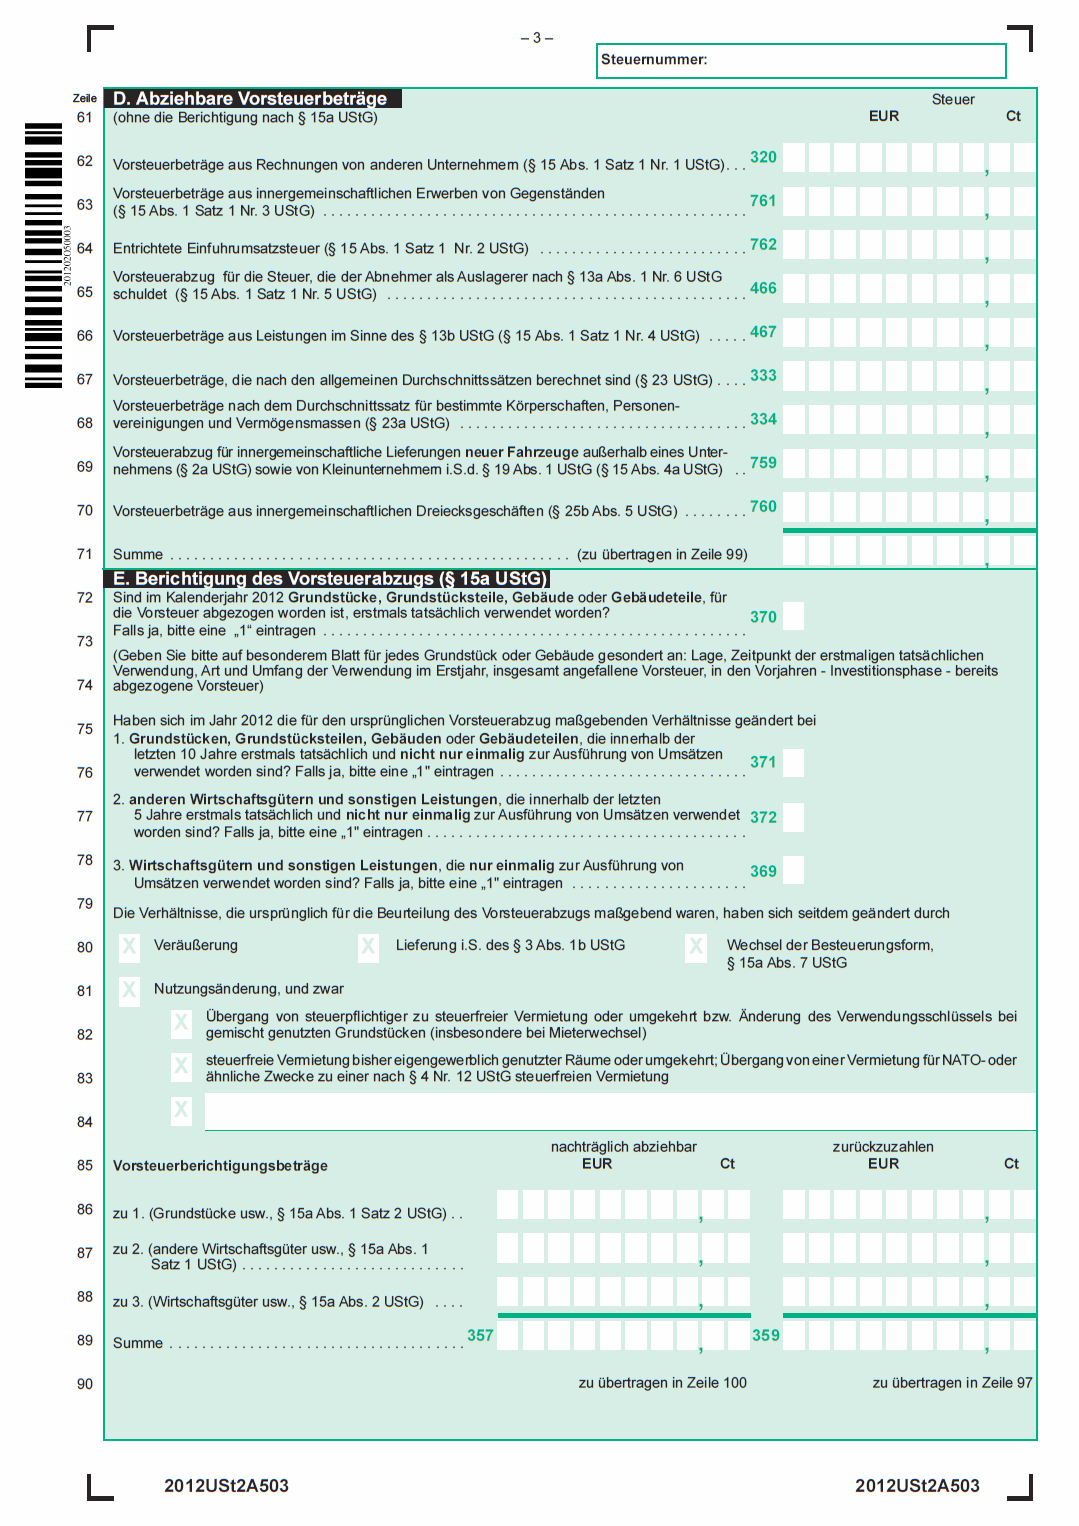 – 3 –
Steuernummer:
Zeile D. Abziehbare Vorsteuerbeträge Steuer
61 (ohne die Berichtigung nach § 15a UStG) EUR Ct
62 Vorsteuerbeträge aus Rechnungen von anderen Unternehmern (§ 15 Abs. 1 Satz 1 Nr. 1 UStG) . . . 320 ,
Vorsteuerbeträge aus innergemeinschaftlichen Erwerben von Gegenständen
63 (§ 15 Abs. 1 Satz 1 Nr. 3 UStG) . . . 761 ,
201202050003
64 Entrichtete Einfuhrumsatzsteuer (§ 15 Abs. 1 Satz 1 Nr. 2 UStG) . . . 762 ,
Vorsteuerabzug für die Steuer, die der Abnehmer als Auslagerer nach § 13a Abs. 1 Nr. 6 UStG
65 schuldet (§ 15 Abs. 1 Satz 1 Nr. 5 UStG) . . . 466 ,
66 Vorsteuerbeträge aus Leistungen im Sinne des § 13b UStG (§ 15 Abs. 1 Satz 1 Nr. 4 UStG) . . . . . 467 ,
67 Vorsteuerbeträge, die nach den allgemeinen Durchschnittssätzen berechnet sind (§ 23 UStG) . . . . 333 ,
Vorsteuerbeträge nach dem Durchschnittssatz für bestimmte Körperschaften, Personen-
68 vereinigungen und Vermögensmassen (§ 23a UStG) . . . 334 ,
Vorsteuerabzug für innergemeinschaftliche Lieferungen neuer Fahrzeuge außerhalb eines Unter-
69 nehmens (§ 2a UStG) sowie von Kleinunternehmern i.S.d. § 19 Abs. 1 UStG (§ 15 Abs. 4a UStG) . . 759 ,
70 Vorsteuerbeträge aus innergemeinschaftlichen Dreiecksgeschäften (§ 25b Abs. 5 UStG) . . . . . . . . 760 ,
71 Summe . . . (zu übertragen in Zeile 99) ,
E. Berichtigung des Vorsteuerabzugs (§ 15a UStG)
72 Sind im Kalenderjahr 2012 Grundstücke, Grundstücksteile, Gebäude oder Gebäudeteile, für
die Vorsteuer abgezogen worden ist, erstmals tatsächlich verwendet worden?
73 Falls ja, bitte eine „1“ eintragen . . . 370
(Geben Sie bitte auf besonderem Blatt für jedes Grundstück oder Gebäude gesondert an: Lage, Zeitpunkt der erstmaligen tatsächlichen
Verwendung, Art und Umfang der Verwendung im Erstjahr, insgesamt angefallene Vorsteuer, in den Vorjahren - Investitionsphase - bereits
74 abgezogene Vorsteuer)
75 Haben sich im Jahr 2012 die für den ursprünglichen Vorsteuerabzug maßgebenden Verhältnisse geändert bei
1. Grundstücken, Grundstücksteilen, Gebäuden oder Gebäudeteilen, die innerhalb der
letzten 10 Jahre erstmals tatsächlich und nicht nur einmalig zur Ausführung von Umsätzen
76 verwendet worden sind? Falls ja, bitte eine „1" eintragen . . . 371
2. anderen Wirtschaftsgütern und sonstigen Leistungen, die innerhalb der letzten
77 5 Jahre erstmals tatsächlich und nicht nur einmalig zur Ausführung von Umsätzen verwendet 372
worden sind? Falls ja, bitte eine „1" eintragen . . .
78 3. Wirtschaftsgütern und sonstigen Leistungen, die nur einmalig zur Ausführung von
Umsätzen verwendet worden sind? Falls ja, bitte eine „1" eintragen . . . 369
79 Die Verhältnisse, die ursprünglich für die Beurteilung des Vorsteuerabzugs maßgebend waren, haben sich seitdem geändert durch
80 X Veräußerung X Lieferung i.S. des § 3 Abs. 1b UStG X Wechsel der Besteuerungsform,
§ 15a Abs. 7 UStG
81 X Nutzungsänderung, und zwar
X Übergang von steuerpflichtiger zu steuerfreier Vermietung oder umgekehrt bzw. Änderung des Verwendungsschlüssels bei
82 gemischt genutzten Grundstücken (insbesondere bei Mieterwechsel)
X steuerfreie Vermietung bisher eigengewerblich genutzter Räume oder umgekehrt; Übergang von einer Vermietung für NATO- oder
83 ähnliche Zwecke zu einer nach § 4 Nr. 12 UStG steuerfreien Vermietung
84 X
nachträglich abziehbar zurückzuzahlen
85 Vorsteuerberichtigungsbeträge EUR Ct EUR Ct
86 zu 1. (Grundstücke usw., § 15a Abs. 1 Satz 2 UStG) . . , ,
87 zu 2. (andere Wirtschaftsgüter usw., § 15a Abs. 1
Satz 1 UStG) . . . , ,
88 zu 3. (Wirtschaftsgüter usw., § 15a Abs. 2 UStG) . . . . , ,
89 Summe . . . 357 , 359 ,
90 zu übertragen in Zeile 100 zu übertragen in Zeile 97
2012USt2A503 2012USt2A503